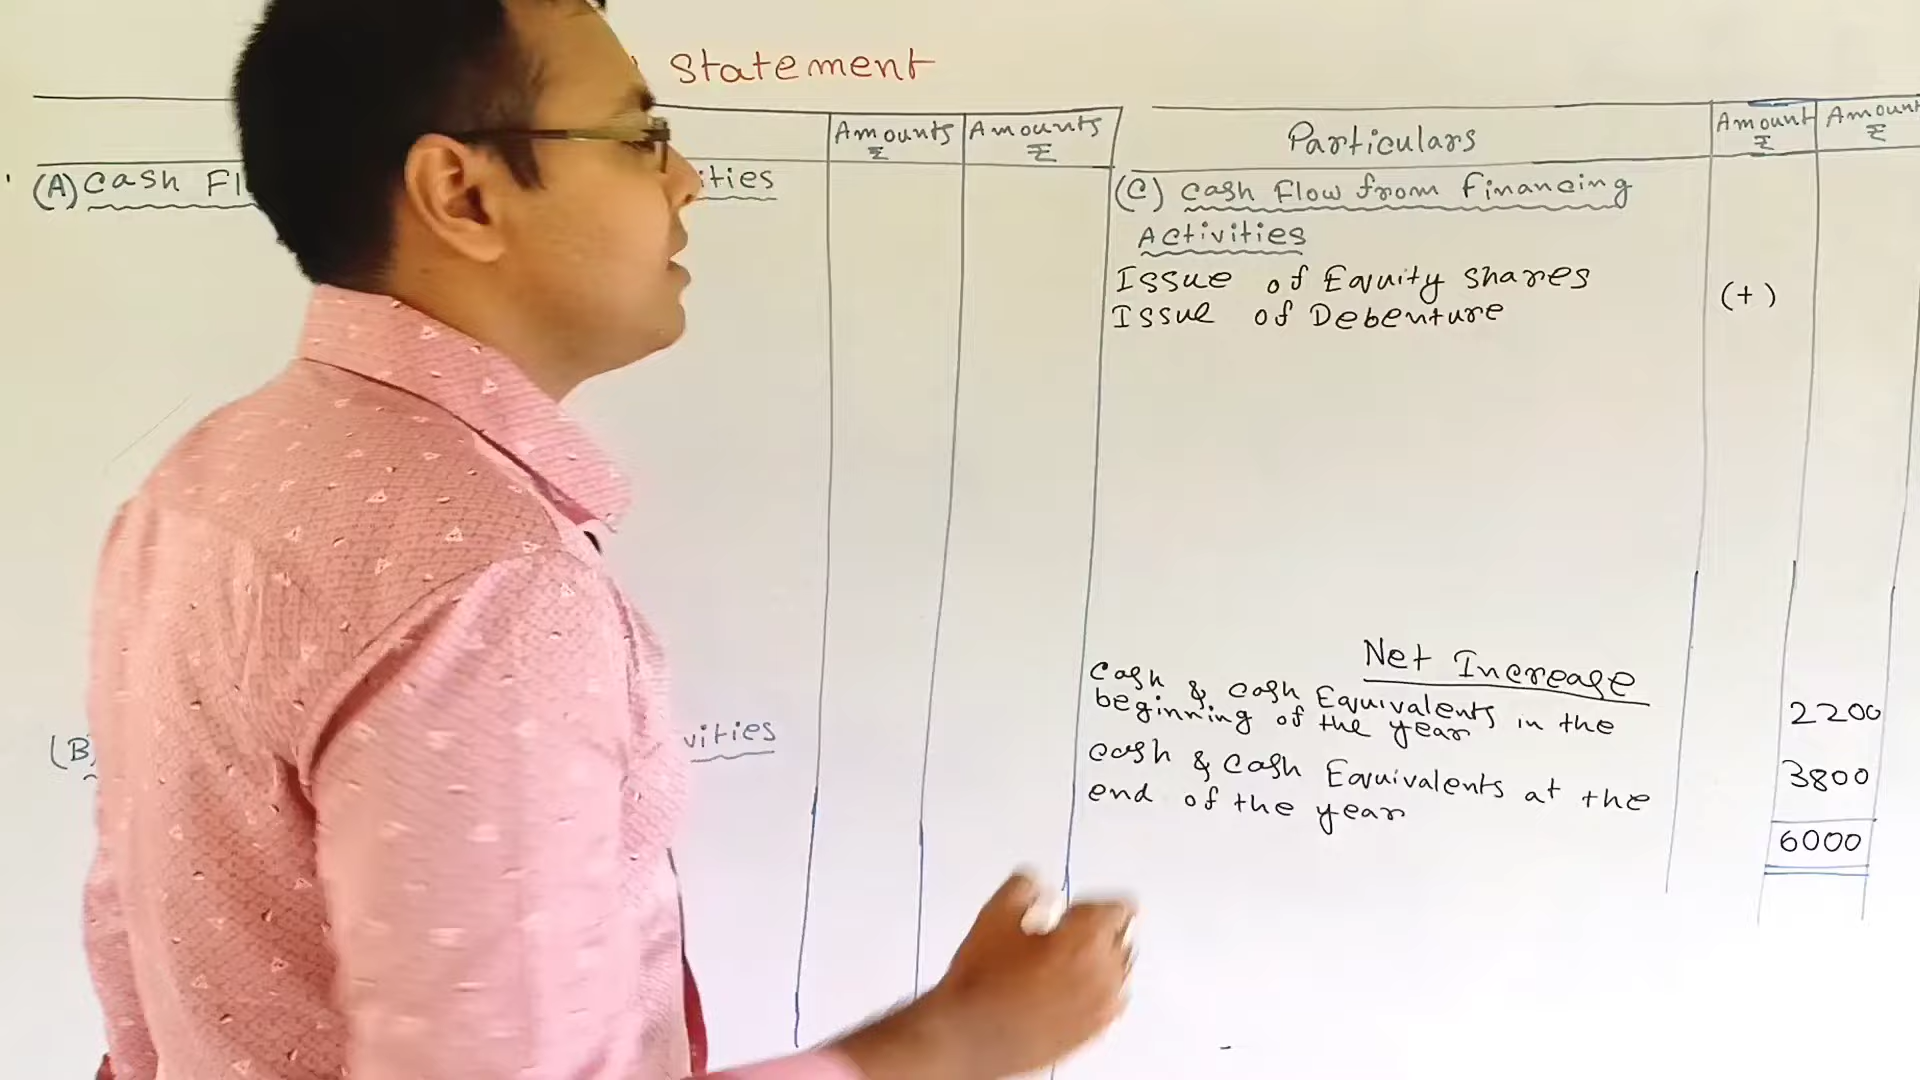 Statement
Amounts Amounts
₹ ₹
(A) Cash Fl ities
(B) vities
Particulars Amount Amount
₹ ₹
(C) Cash Flow from Financing
Activities
Issue of Equity Shares (+)
Issue of Debenture
Net Increase
Cash & Cash Equivalents in the
beginning of the year 2200
Cash & Cash Equivalents at the 3800
end of the year
6000